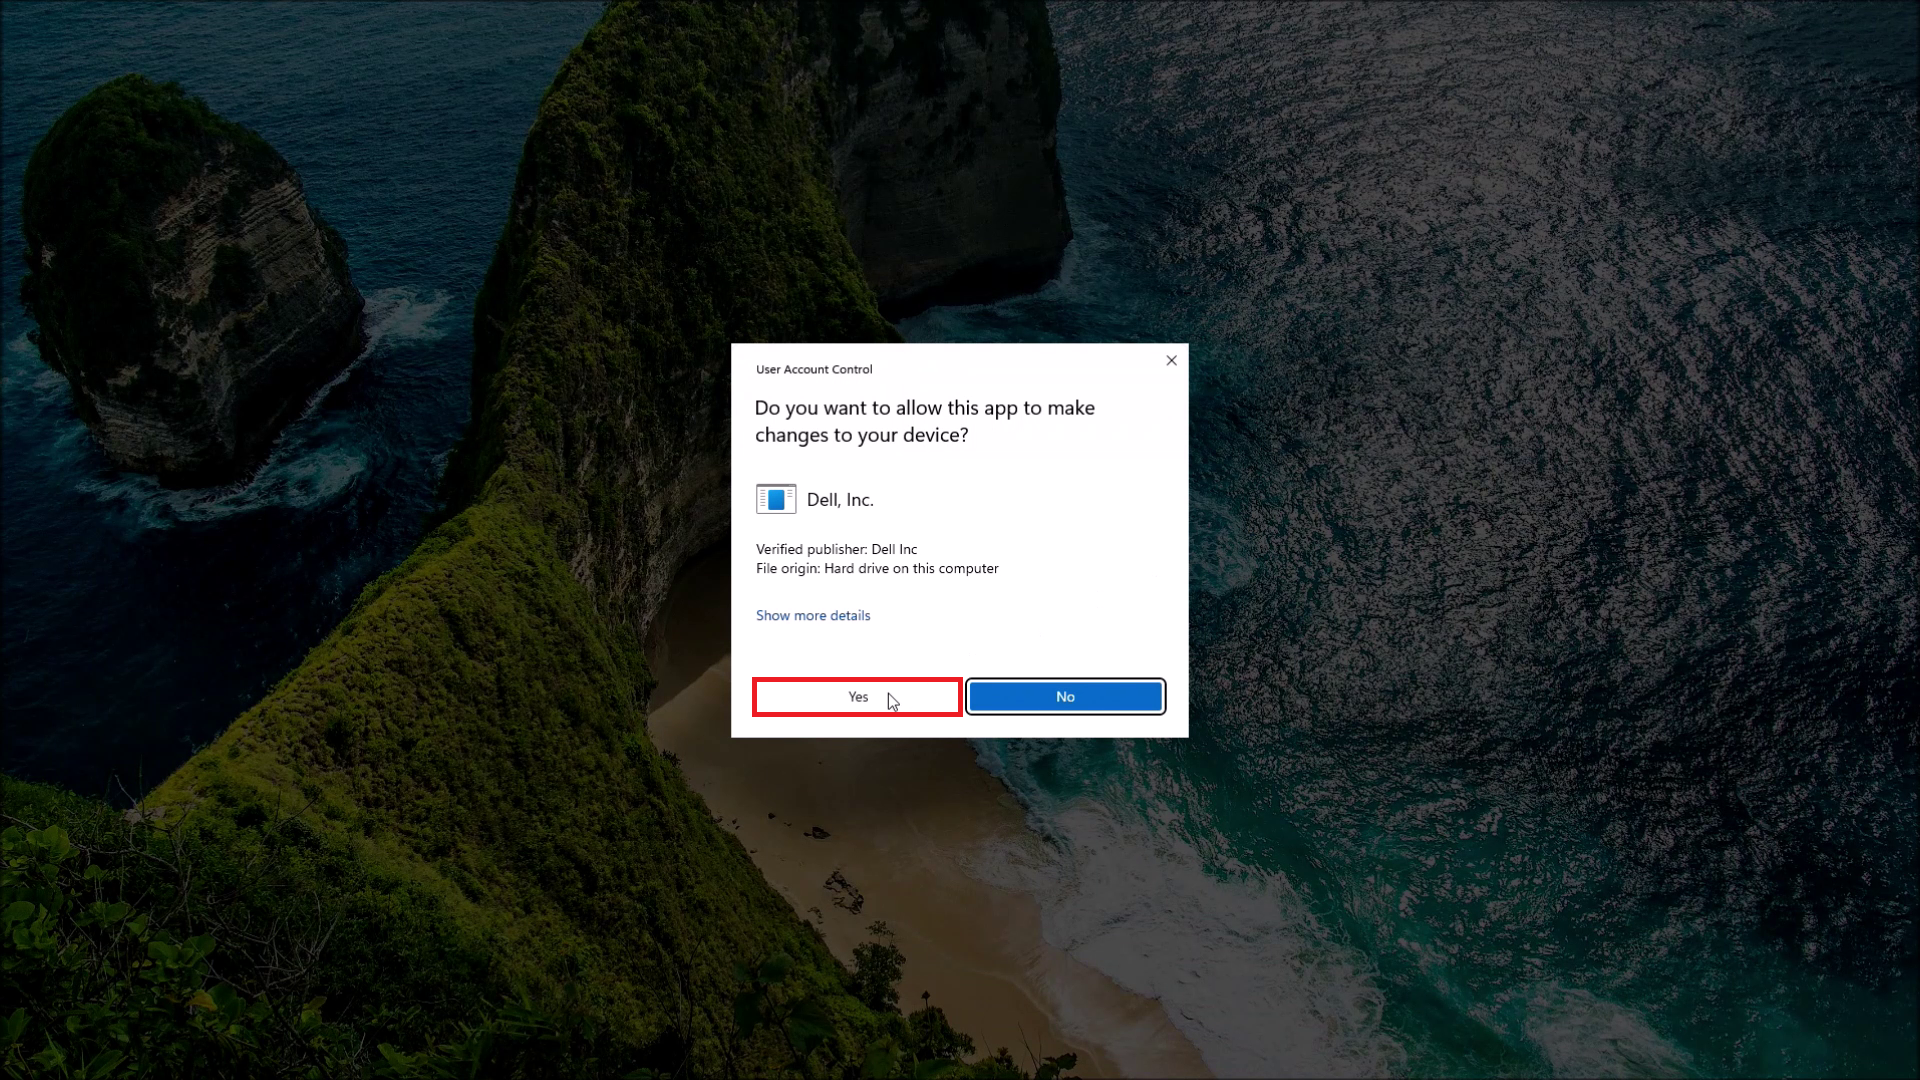 User Account Control
Do you want to allow this app to make
changes to your device?
Dell, Inc.
Verified publisher: Dell Inc
File origin: Hard drive on this computer
Show more details
Yes
No